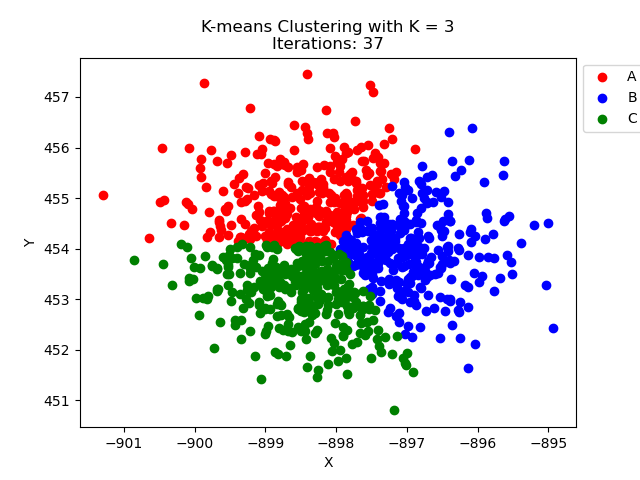 K-means Clustering with K = 3
Iterations: 37
A
B
C
457
456
455
454
453
452
451
Y
−901
−900
−899
−898
−897
−896
−895
X